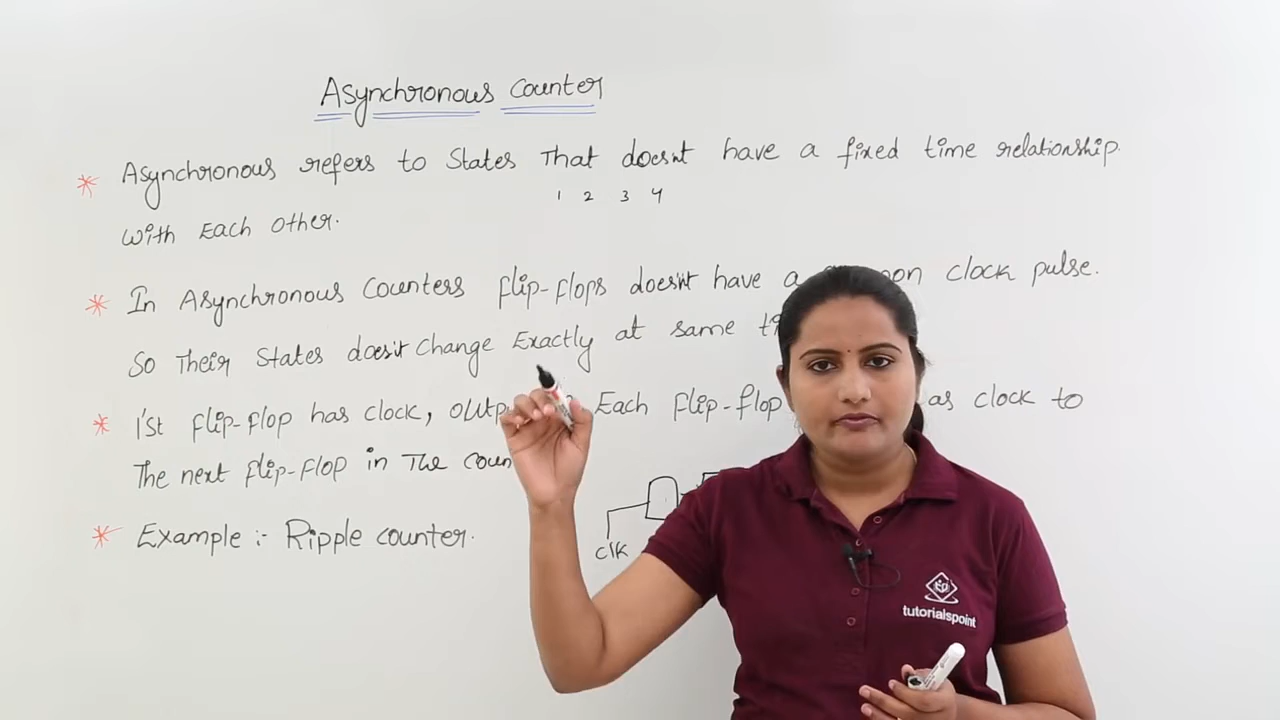 Asynchronous Counter
* Asynchronous refers to States That doesn't have a fixed time relationship
1 2 3 4
with Each Other.
* In Asynchronous Counters flip-flops doesn't have a clock pulse.
So Their States doesn't change Exactly at same
* 1'st flip-flop has clock, Each flip-flop as clock to
The next flip-flop in The
* Example :- Ripple counter.
clk
tp
tutorialspoint